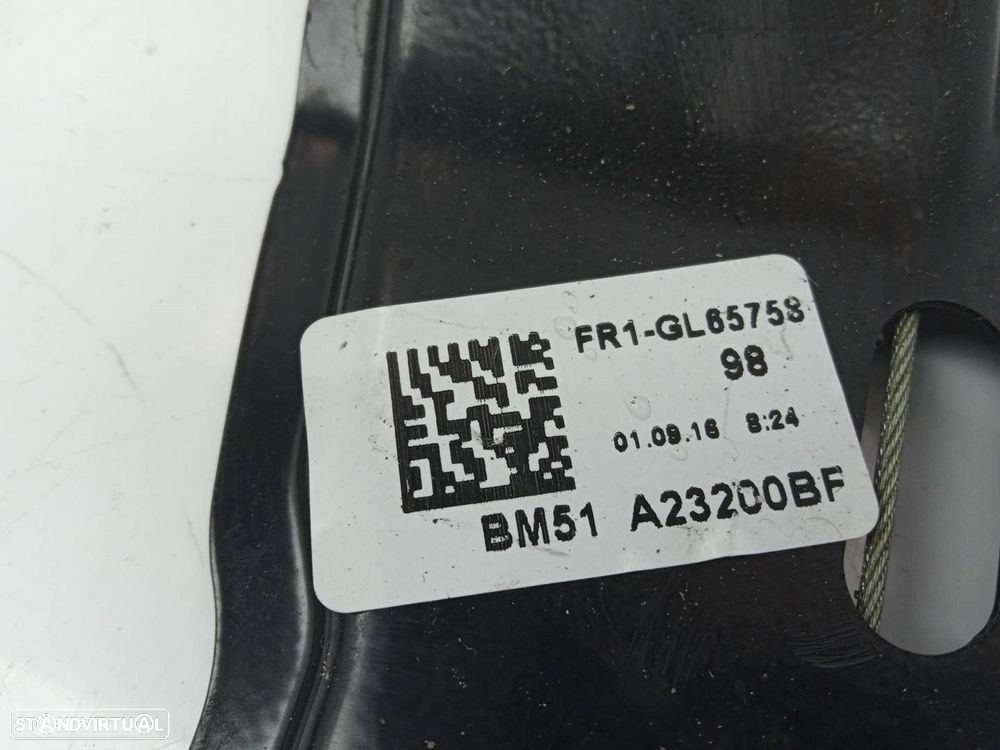 FR1-GL65758
98
01.09.16 8:24
BM51 A23200BF
STANDVIRTUAL